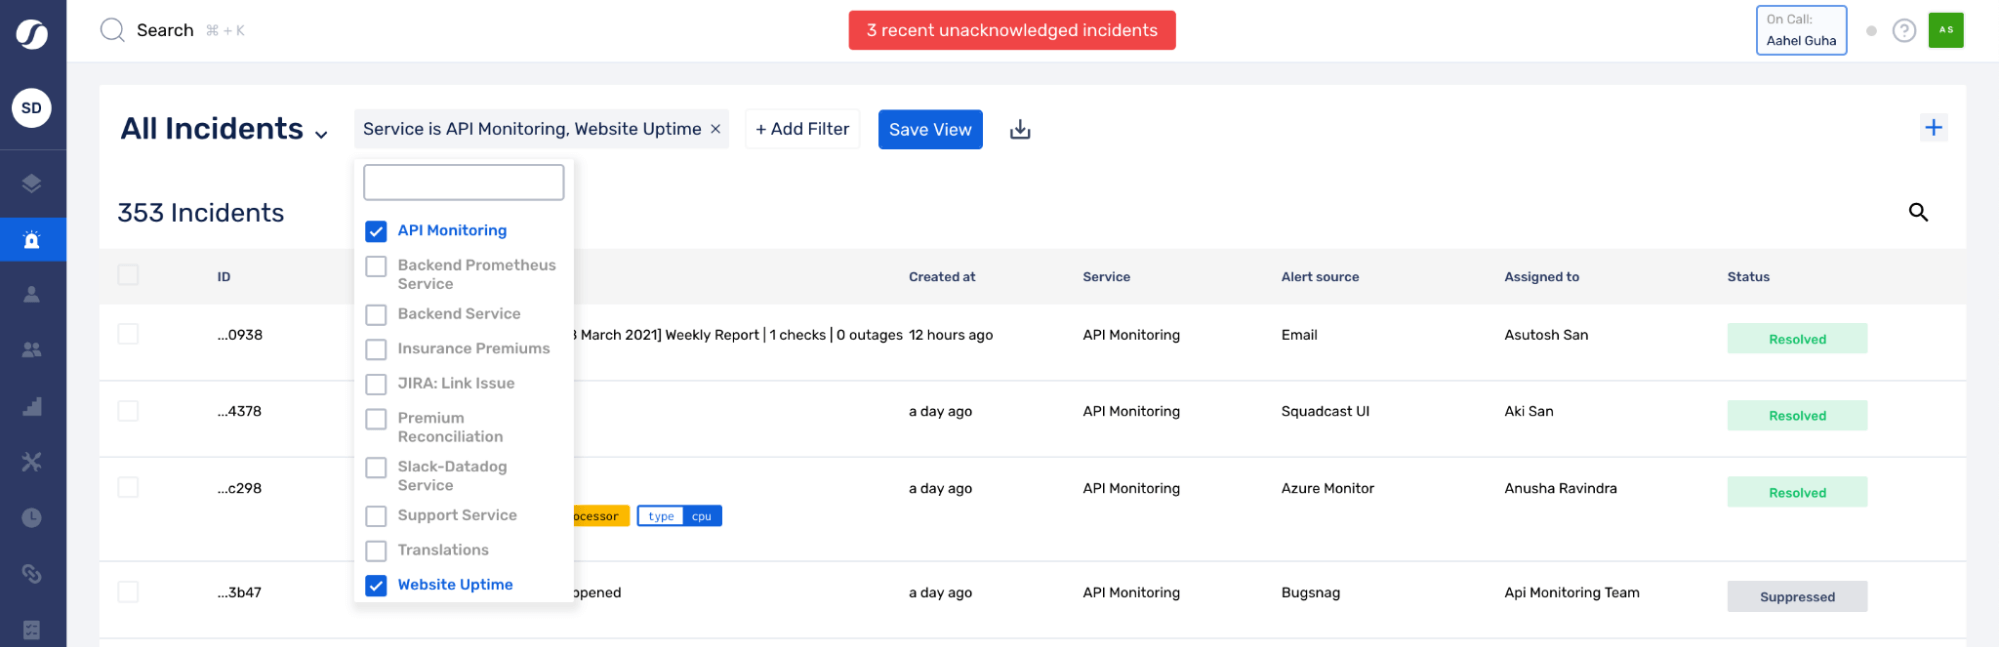 Search ⌘ + K
3 recent unacknowledged incidents
On Call:
Aahel Guha
AS
SD
All Incidents
Service is API Monitoring, Website Uptime ×
+ Add Filter
Save View
353 Incidents
API Monitoring
Backend Prometheus
Service
Backend Service
Insurance Premiums
JIRA: Link Issue
Premium
Reconciliation
Slack-Datadog
Service
Support Service
Translations
Website Uptime
ID Created at Service Alert source Assigned to Status
...0938 March 2021] Weekly Report | 1 checks | 0 outages 12 hours ago API Monitoring Email Asutosh San Resolved
...4378 a day ago API Monitoring Squadcast UI Aki San Resolved
...c298 a day ago API Monitoring Azure Monitor Anusha Ravindra Resolved
ocessor type cpu
...3b47 ppened a day ago API Monitoring Bugsnag Api Monitoring Team Suppressed